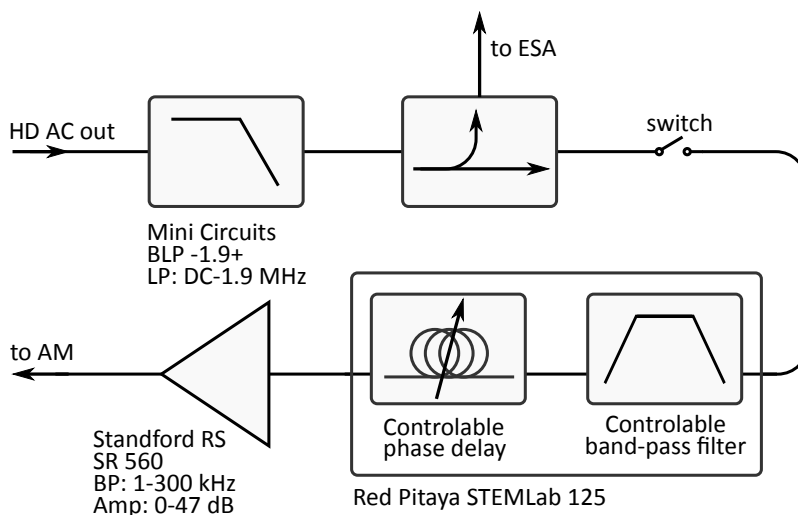 to ESA
HD AC out
switch
Mini Circuits
BLP -1.9+
LP: DC-1.9 MHz
to AM
Controlable
phase delay
Controlable
band-pass filter
Standford RS
SR 560
BP: 1-300 kHz
Amp: 0-47 dB
Red Pitaya STEMLab 125